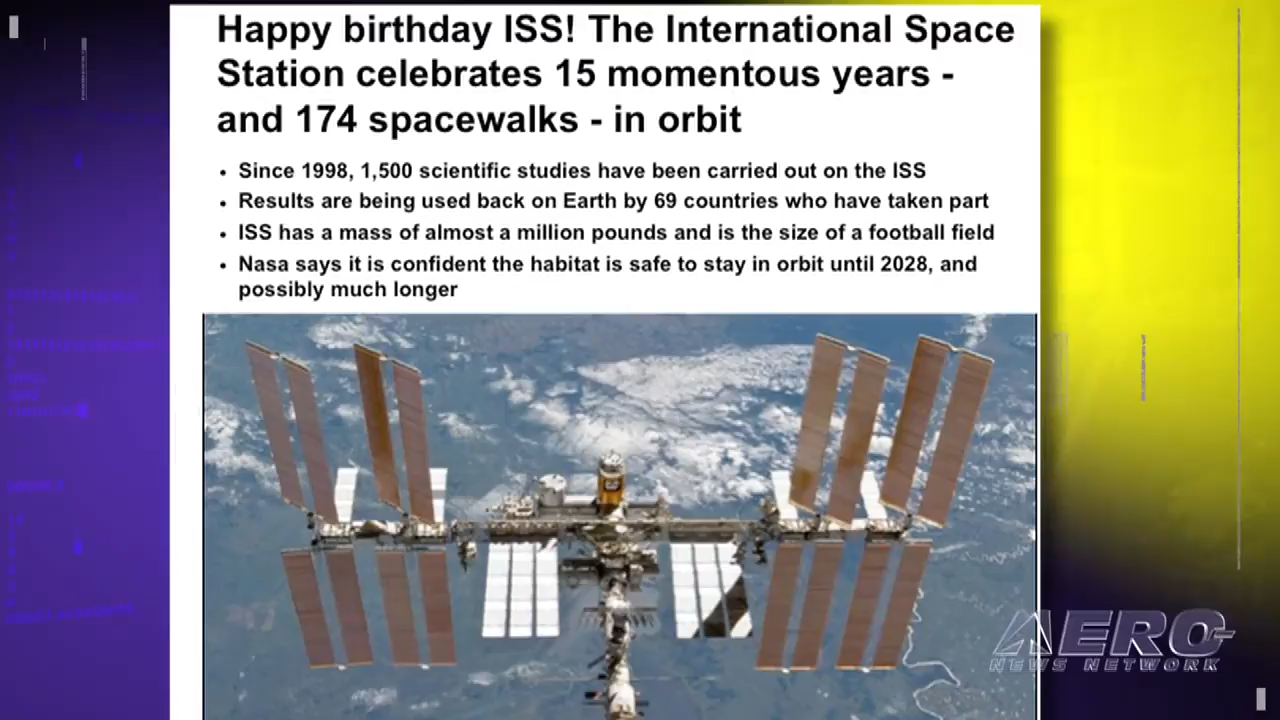 Happy birthday ISS! The International Space
Station celebrates 15 momentous years -
and 174 spacewalks - in orbit
• Since 1998, 1,500 scientific studies have been carried out on the ISS
• Results are being used back on Earth by 69 countries who have taken part
• ISS has a mass of almost a million pounds and is the size of a football field
• Nasa says it is confident the habitat is safe to stay in orbit until 2028, and
possibly much longer
AERO
NEWS NETWORK